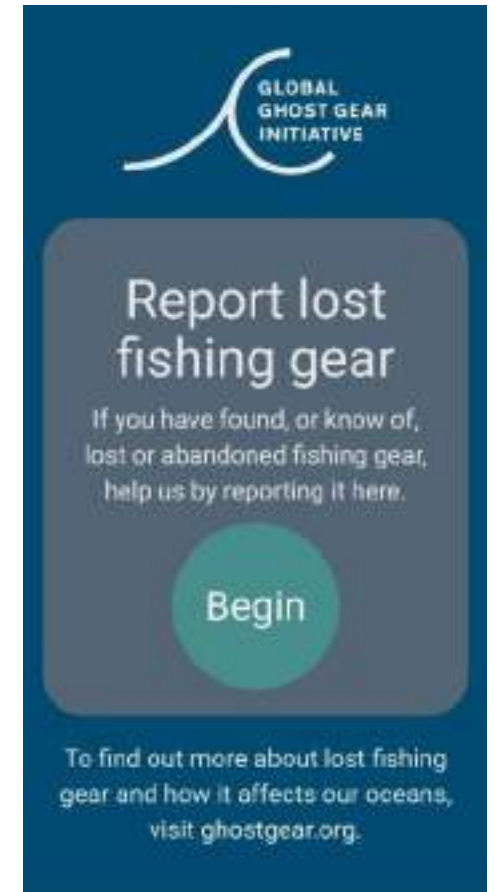 GLOBAL
GHOST GEAR
INITIATIVE
Report lost
fishing gear
If you have found, or know of,
lost or abandoned fishing gear,
help us by reporting it here.
Begin
To find out more about lost fishing
gear and how it affects our oceans,
visit ghostgear.org.